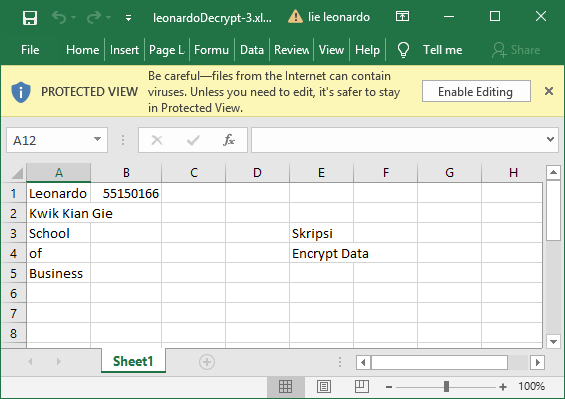 leonardoDecrypt-3.xl... lie leonardo
File Home Insert Page L Formu Data Review View Help Tell me Share
PROTECTED VIEW Be careful—files from the Internet can contain
viruses. Unless you need to edit, it's safer to stay
in Protected View.
Enable Editing
A12 fx
A B C D E F G H
1 Leonardo 55150166
2 Kwik Kian Gie
3 School Skripsi
4 of Encrypt Data
5 Business
6
7
8
Sheet1
100%